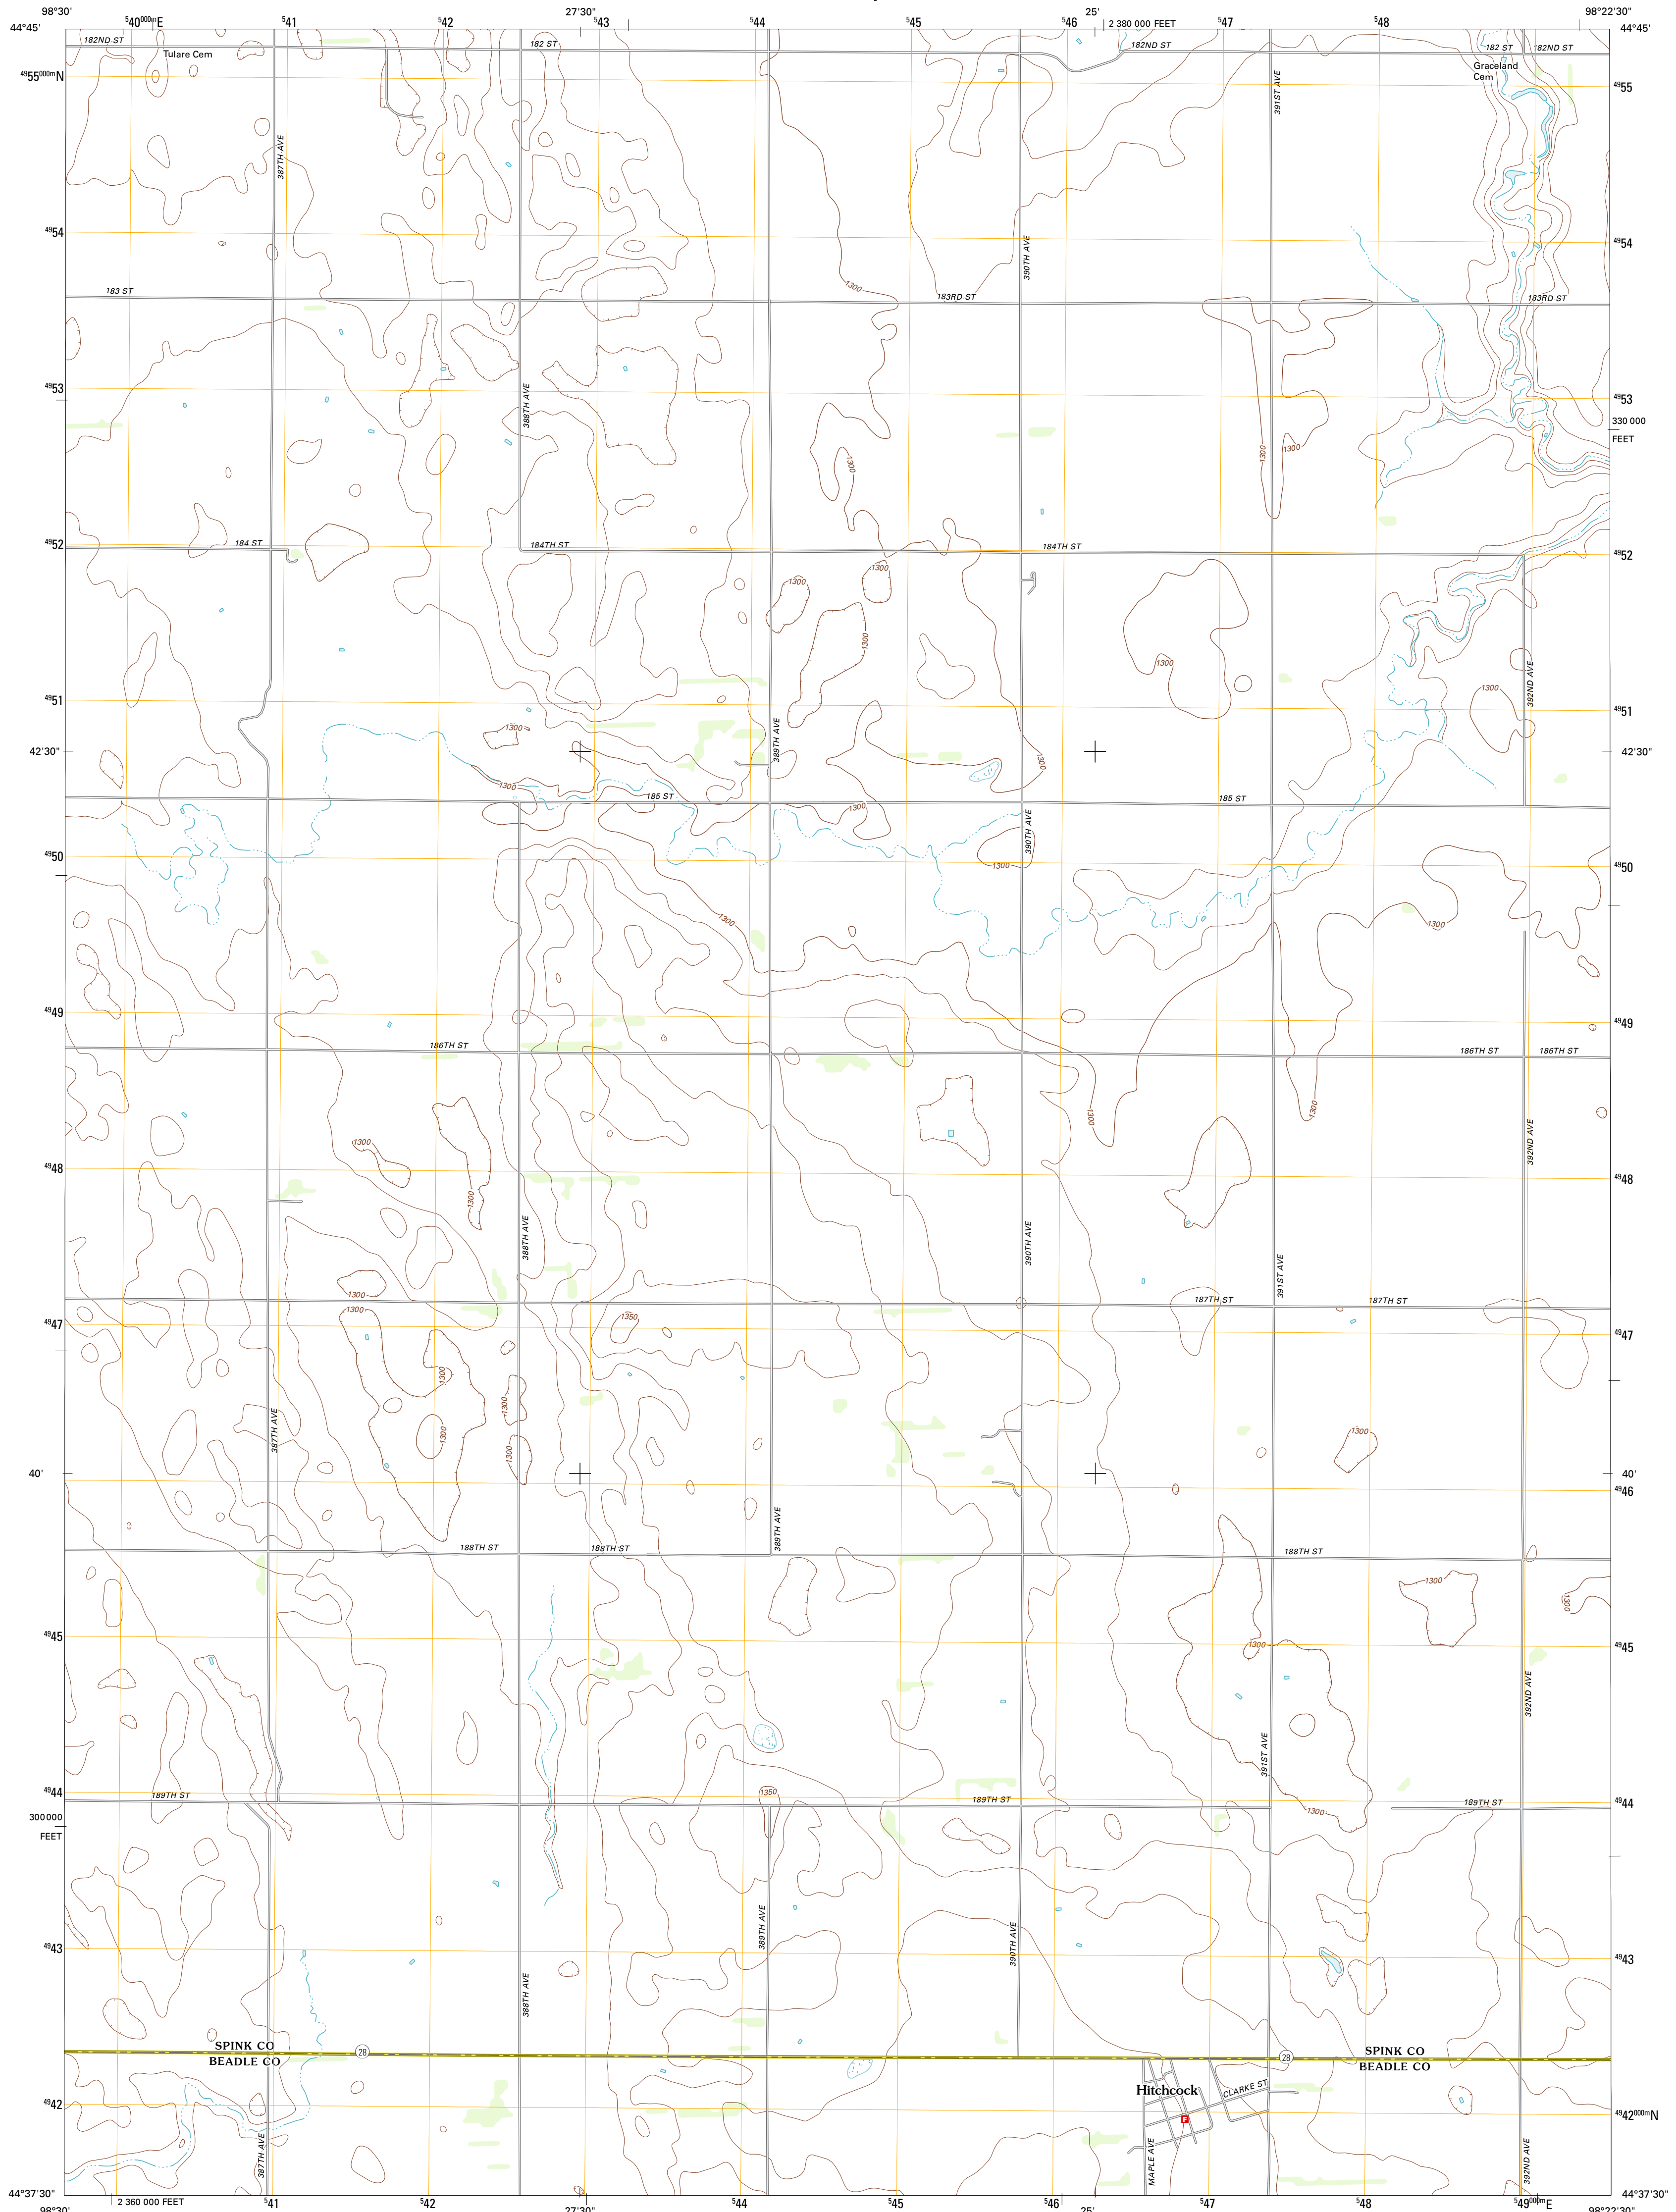 98°30' 540000mE 541 542 27'30" 543 544 545 546 25' 2 380 000 FEET 547 548 98°22'30"
44°45' 44°45'
182ND ST 182 ST 182ND ST 182 ST 182ND ST
Tulare Cem
Graceland
Cem
4955000mN 4955
387TH AVE
391ST AVE
4954 4954
390TH AVE
1300
183 ST 183RD ST 183RD ST
4953 4953
388TH AVE
330 000
FEET
1300 1300 1300
4952 184 ST 184TH ST 184TH ST 4952
1300 1300
1300
1300
1300
392ND AVE
4951 4951
1300
389TH AVE
42'30" 42'30"
1300
1300
185 ST 185 ST
1300
390TH AVE
4950 4950
1300
1300 1300
4949 4949
186TH ST 186TH ST 186TH ST
1300 1300
392ND AVE
1300
4948 4948
1300
388TH AVE
390TH AVE
391ST AVE
1300
187TH ST 187TH ST
1300 1350
4947 4947
1300
1300
387TH AVE
1300 1300
1300
40' 40'
4946
389TH AVE
188TH ST 188TH ST 188TH ST
1300
1300
4945 4945
1300
392ND AVE
391ST AVE
4944 1350 4944
189TH ST 189TH ST 189TH ST
1300
300 000
FEET
389TH AVE
390TH AVE
4943 4943
388TH AVE
SPINK CO
BEADLE CO
28 28
SPINK CO
BEADLE CO
Hitchcock
CLARKE ST
F
4942 4942000mN
387TH AVE
MAPLE AVE
392ND AVE
44°37'30" 44°37'30"
98°30' 2 360 000 FEET 541 542 27'30" 544 545 546 25' 547 548 549000mE 98°22'30"